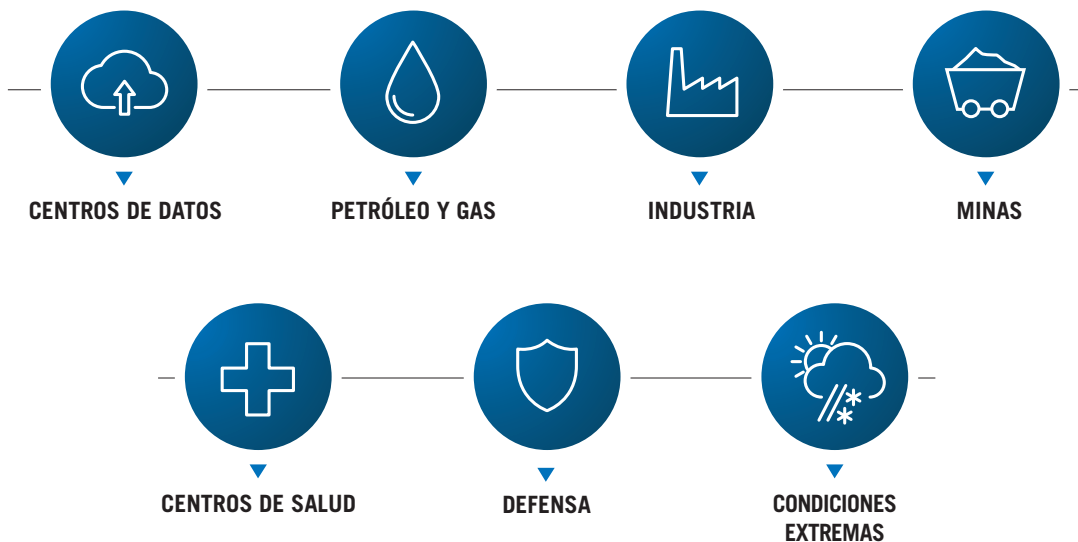 CENTROS DE DATOS
PETRÓLEO Y GAS
INDUSTRIA
MINAS
CENTROS DE SALUD
DEFENSA
CONDICIONES
EXTREMAS